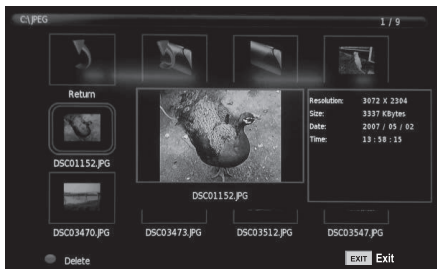 C:\JPEG
1 / 9
Return
Resolution: 3072 X 2304
Size: 3337 KBytes
Date: 2007 / 05 / 02
Time: 13 : 58 : 15
DSC01152.JPG
DSC01152.JPG
DSC03470.JPG
DSC03473.JPG
DSC03512.JPG
DSC03547.JPG
Delete
EXIT Exit